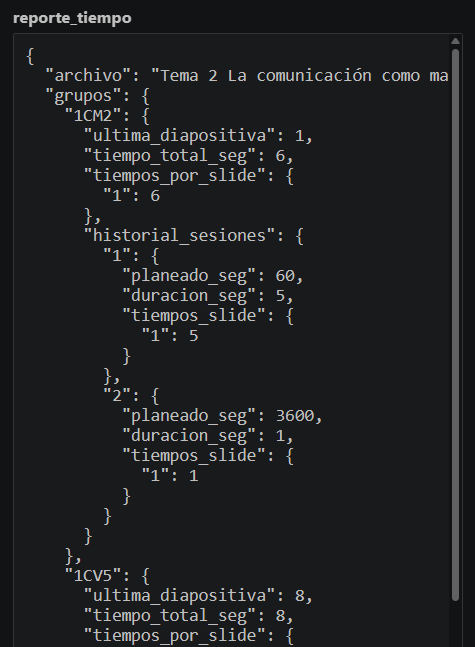 reporte_tiempo
{
  "archivo": "Tema 2 La comunicación como ma
  "grupos": {
    "1CM2": {
      "ultima_diapositiva": 1,
      "tiempo_total_seg": 6,
      "tiempos_por_slide": {
        "1": 6
      },
      "historial_sesiones": {
        "1": {
          "planeado_seg": 60,
          "duracion_seg": 5,
          "tiempos_slide": {
            "1": 5
          }
        },
        "2": {
          "planeado_seg": 3600,
          "duracion_seg": 1,
          "tiempos_slide": {
            "1": 1
          }
        }
      }
    },
    "1CV5": {
      "ultima_diapositiva": 8,
      "tiempo_total_seg": 8,
      "tiempos_por_slide": {